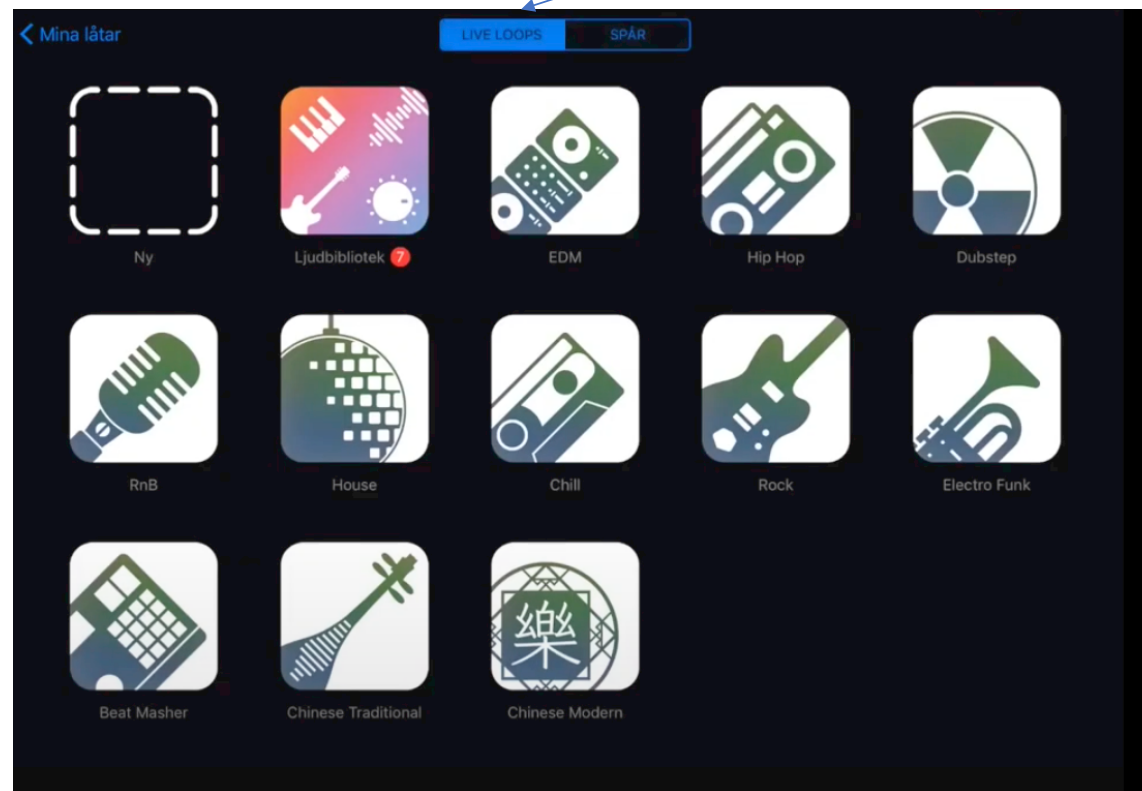 Mina låtar
LIVE LOOPS
SPÅR
Ny
Ljudbibliotek 7
EDM
Hip Hop
Dubstep
RnB
House
Chill
Rock
Electro Funk
樂
Beat Masher
Chinese Traditional
Chinese Modern